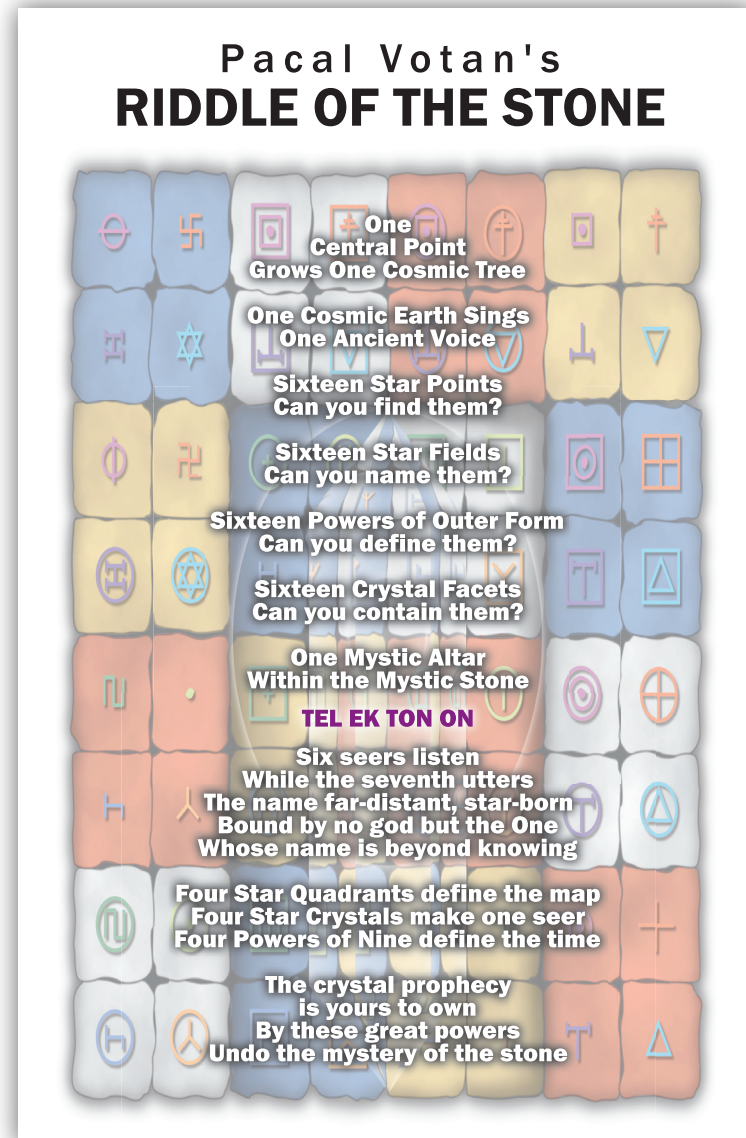 Pacal Votan's
RIDDLE OF THE STONE
One
Central Point
Grows One Cosmic Tree
One Cosmic Earth Sings
One Ancient Voice
Sixteen Star Points
Can you find them?
Sixteen Star Fields
Can you name them?
Sixteen Powers of Outer Form
Can you define them?
Sixteen Crystal Facets
Can you contain them?
One Mystic Altar
Within the Mystic Stone
TEL EK TON ON
Six seers listen
While the seventh utters
The name far-distant, star-born
Bound by no god but the One
Whose name is beyond knowing
Four Star Quadrants define the map
Four Star Crystals make one seer
Four Powers of Nine define the time
The crystal prophecy
is yours to own
By these great powers
Undo the mystery of the stone